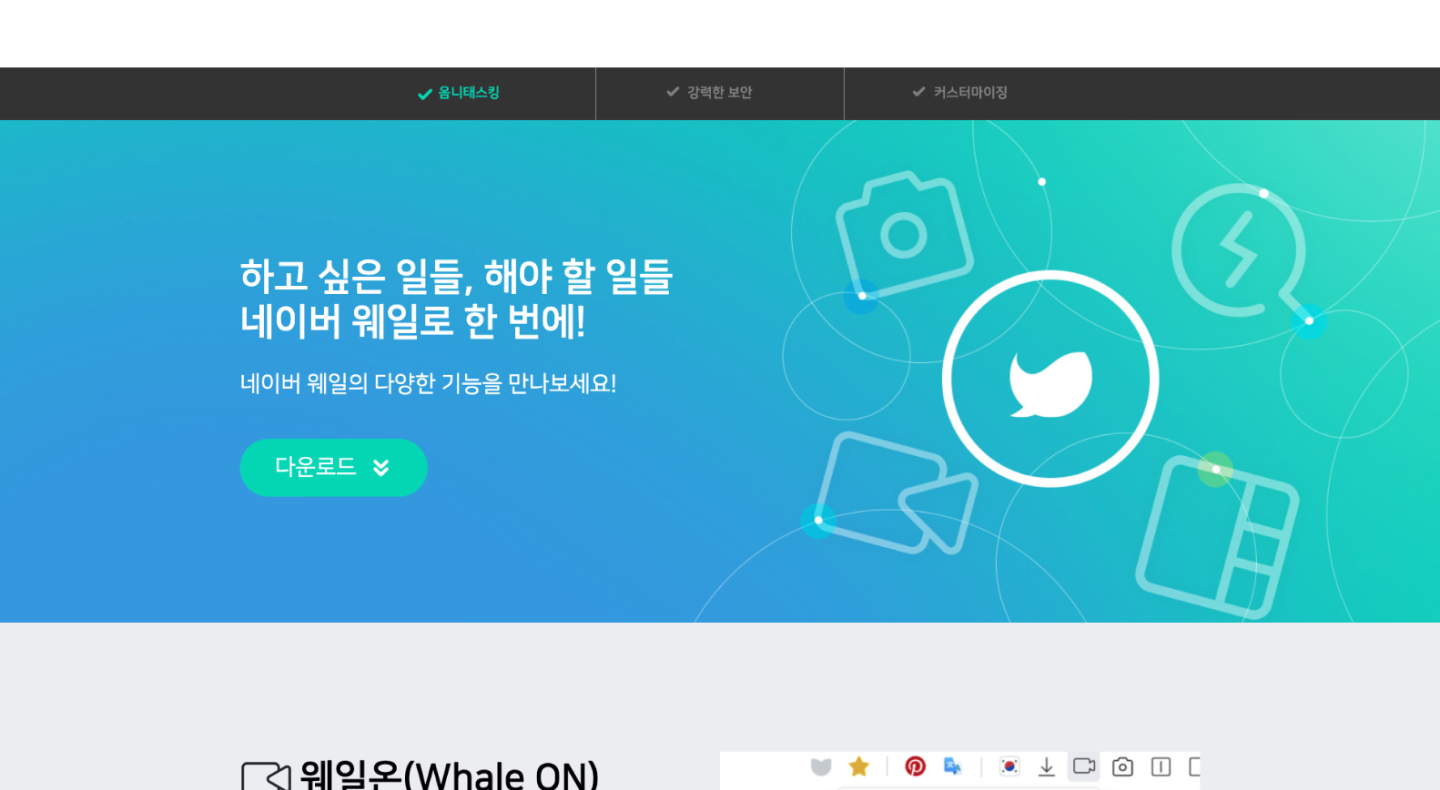 옴니태스킹
강력한 보안
커스터마이징
하고 싶은 일들, 해야 할 일들
네이버 웨일로 한 번에!
네이버 웨일의 다양한 기능을 만나보세요!
다운로드
웨일온(Whale ON)